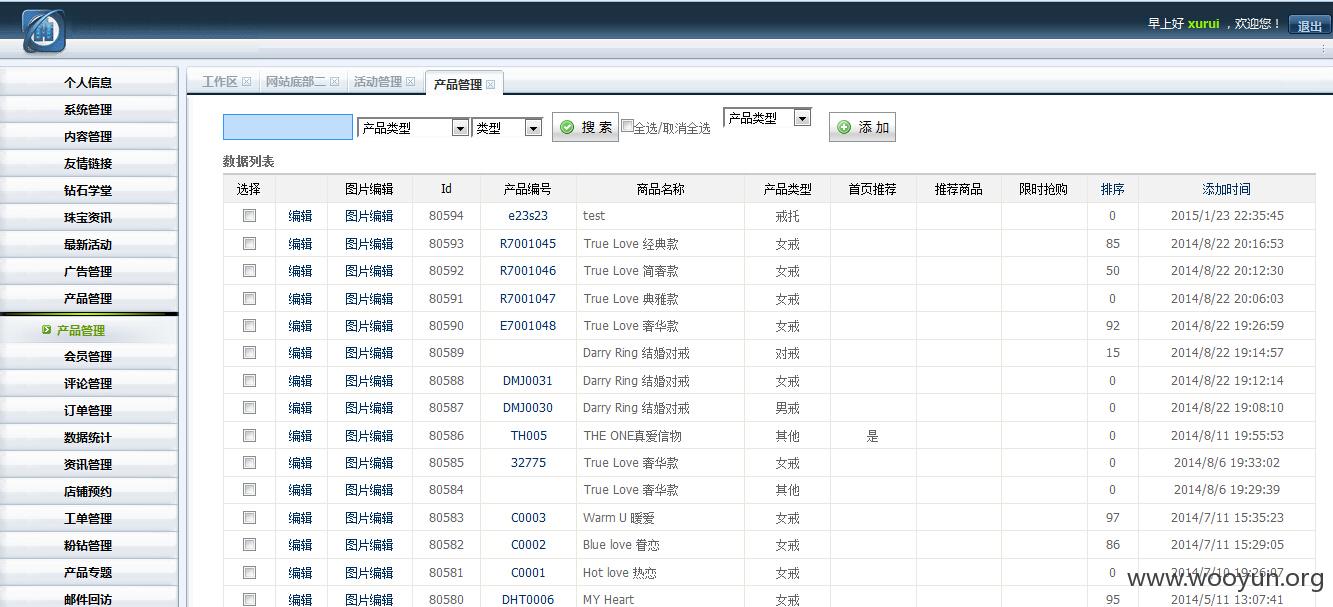 早上好 xurui ，欢迎您！ 退出
个人信息
系统管理
内容管理
友情链接
钻石学堂
珠宝资讯
最新活动
广告管理
产品管理
产品管理
会员管理
评论管理
订单管理
数据统计
资讯管理
店铺预约
工单管理
粉钻管理
产品专题
邮件回访
工作区 网站底部二 活动管理 产品管理
产品类型 类型 搜 索 全选/取消全选 产品类型 添 加
数据列表
选择 图片编辑 Id 产品编号 商品名称 产品类型 首页推荐 推荐商品 限时抢购 排序 添加时间
编辑 图片编辑 80594 e23s23 test 戒托 0 2015/1/23 22:35:45
编辑 图片编辑 80593 R7001045 True Love 经典款 女戒 85 2014/8/22 20:16:53
编辑 图片编辑 80592 R7001046 True Love 简奢款 女戒 50 2014/8/22 20:12:30
编辑 图片编辑 80591 R7001047 True Love 典雅款 女戒 0 2014/8/22 20:06:03
编辑 图片编辑 80590 E7001048 True Love 奢华款 女戒 92 2014/8/22 19:26:59
编辑 图片编辑 80589 Darry Ring 结婚对戒 对戒 15 2014/8/22 19:14:57
编辑 图片编辑 80588 DMJ0031 Darry Ring 结婚对戒 女戒 0 2014/8/22 19:12:14
编辑 图片编辑 80587 DMJ0030 Darry Ring 结婚对戒 男戒 0 2014/8/22 19:08:10
编辑 图片编辑 80586 TH005 THE ONE真爱信物 其他 是 0 2014/8/11 19:55:53
编辑 图片编辑 80585 32775 True Love 奢华款 女戒 0 2014/8/6 19:33:02
编辑 图片编辑 80584 True Love 奢华款 其他 0 2014/8/6 19:29:39
编辑 图片编辑 80583 C0003 Warm U 暖爱 女戒 97 2014/7/11 15:35:23
编辑 图片编辑 80582 C0002 Blue love 眷恋 女戒 86 2014/7/11 15:29:05
编辑 图片编辑 80581 C0001 Hot love 热恋 女戒 0 2014/7/10 19:26:07
编辑 图片编辑 80580 DHT0006 MY Heart 女戒 95 2014/5/11 13:07:41
www.wooyun.org